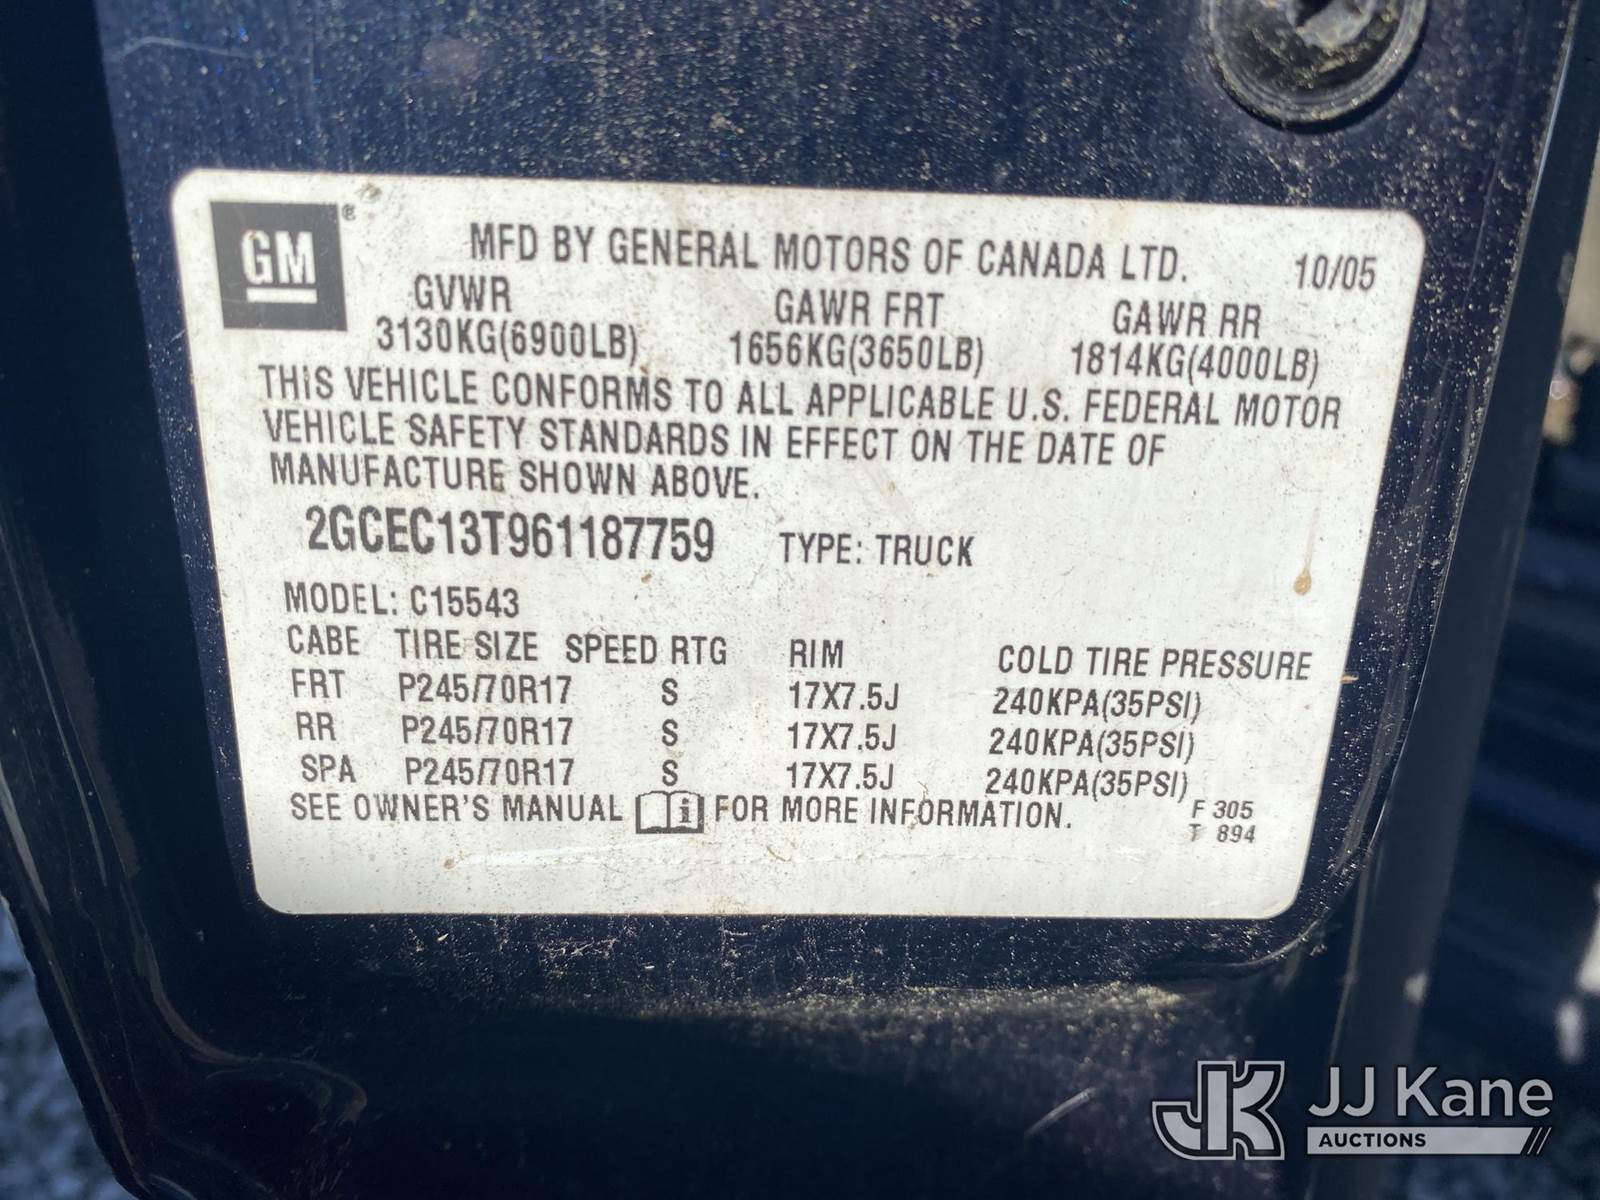 GM®
MFD BY GENERAL MOTORS OF CANADA LTD. 10/05
GVWR GAWR FRT GAWR RR
3130KG(6900LB) 1656KG(3650LB) 1814KG(4000LB)
THIS VEHICLE CONFORMS TO ALL APPLICABLE U.S. FEDERAL MOTOR
VEHICLE SAFETY STANDARDS IN EFFECT ON THE DATE OF
MANUFACTURE SHOWN ABOVE.
2GCEC13T961187759 TYPE: TRUCK
MODEL: C15543
CABE TIRE SIZE SPEED RTG RIM COLD TIRE PRESSURE
FRT P245/70R17 S 17X7.5J 240KPA(35PSI)
RR P245/70R17 S 17X7.5J 240KPA(35PSI)
SPA P245/70R17 S 17X7.5J 240KPA(35PSI)
SEE OWNER'S MANUAL i FOR MORE INFORMATION.
F 305
T 894
JK JJ Kane
AUCTIONS